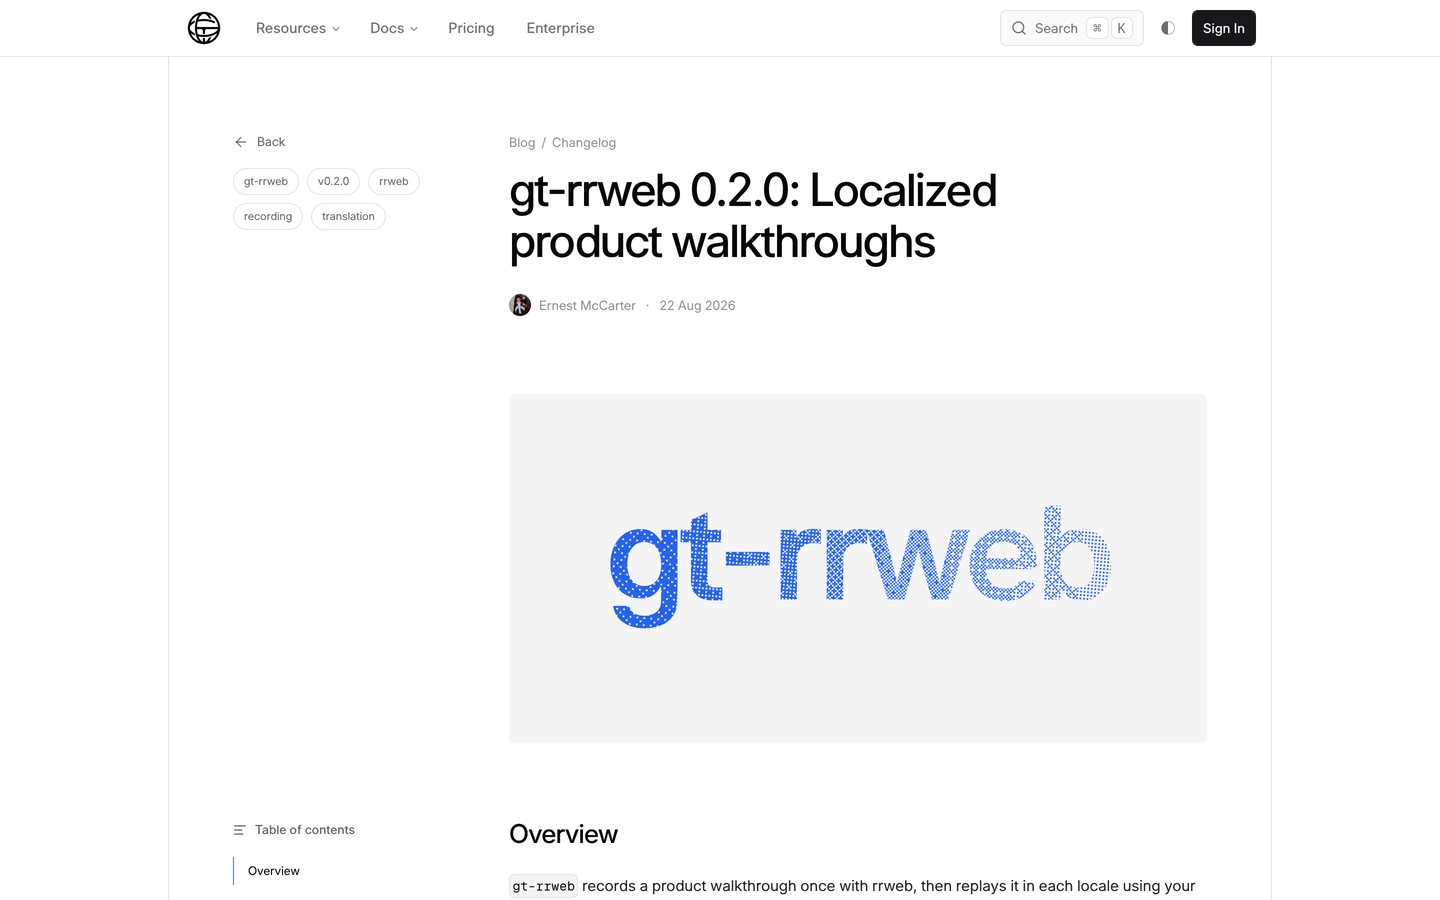 Resources
Docs
Pricing
Enterprise
Search ⌘ K
Sign In
Back
gt-rrweb
v0.2.0
rrweb
recording
translation
Blog / Changelog
gt-rrweb 0.2.0: Localized
product walkthroughs
Ernest McCarter · 22 Aug 2026
gt-rrweb
Table of contents
Overview
Overview
gt-rrweb records a product walkthrough once with rrweb, then replays it in each locale using your